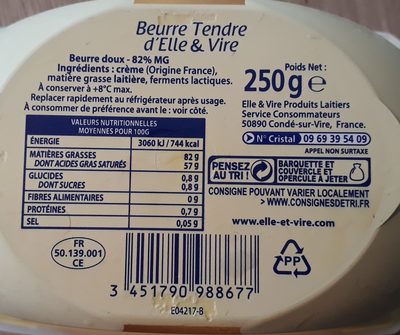 Beurre Tendre
d'Elle & Vire
Beurre doux - 82% MG
Ingrédients : crème (Origine France),
matière grasse laitière, ferments lactiques.
À conserver à +8°C max.
Replacer rapidement au réfrigérateur après usage.
À consommer de préférence avant le : voir côté.
Poids Net :
250 g e
Elle & Vire Produits Laitiers
Service Consommateurs
50890 Condé-sur-Vire, France.
N° Cristal 09 69 39 54 09
APPEL NON SURTAXE
VALEURS NUTRITIONNELLES
MOYENNES POUR 100G
ÉNERGIE 3060 kJ / 744 kcal
MATIÈRES GRASSES 82 g
DONT ACIDES GRAS SATURÉS 57 g
GLUCIDES 0,8 g
DONT SUCRES 0,8 g
FIBRES ALIMENTAIRES 0 g
PROTÉINES 0,7 g
SEL 0,05 g
PENSEZ
AU TRI !
BARQUETTE ET
COUVERCLE ET
OPERCULE À JETER
CONSIGNE POUVANT VARIER LOCALEMENT
> WWW.CONSIGNESDETRI.FR
www.elle-et-vire.com
FR
50.139.001
CE
3 451790 988677
E04217-B
PP